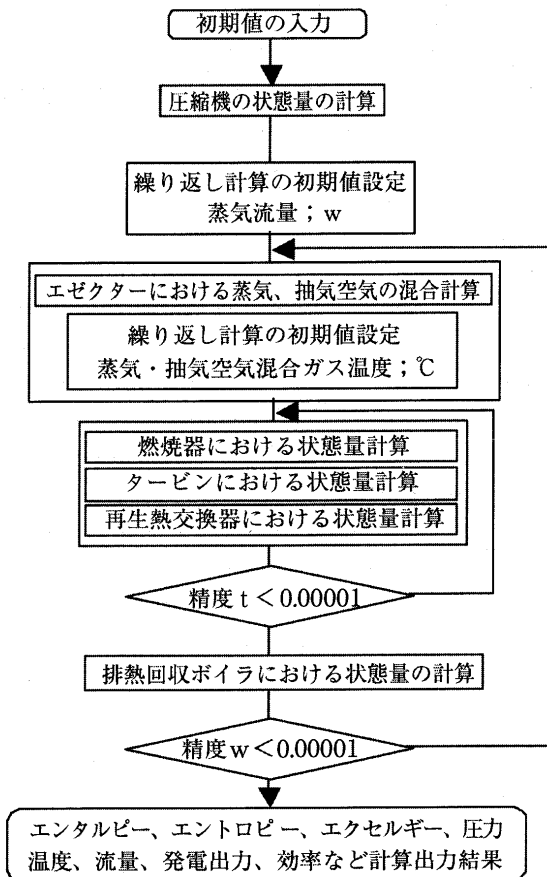 初期値の入力
圧縮機の状態量の計算
繰り返し計算の初期値設定
蒸気流量；w
エゼクターにおける蒸気、抽気空気の混合計算
繰り返し計算の初期値設定
蒸気・抽気空気混合ガス温度；℃
燃焼器における状態量計算
タービンにおける状態量計算
再生熱交換器における状態量計算
精度 t＜0.00001
排熱回収ボイラにおける状態量の計算
精度 w＜0.00001
エンタルピー、エントロピー、エクセルギー、圧力
温度、流量、発電出力、効率など計算出力結果